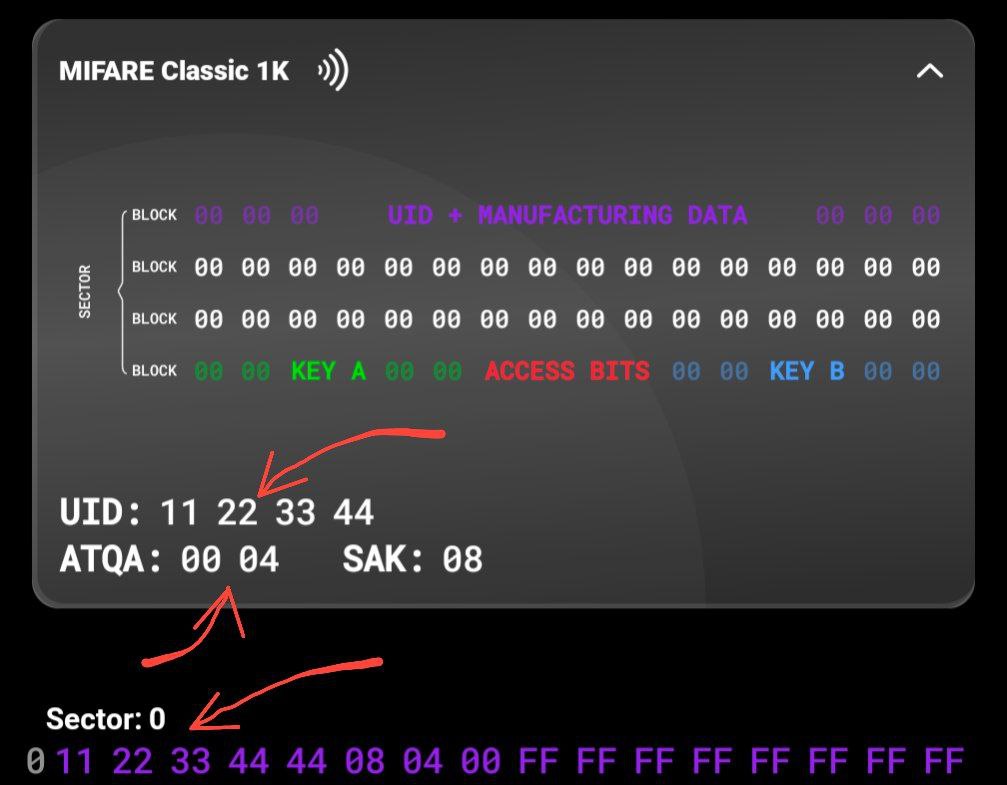 MIFARE Classic 1K
SECTOR
BLOCK 00 00 00 UID + MANUFACTURING DATA 00 00 00
BLOCK 00 00 00 00 00 00 00 00 00 00 00 00 00 00 00 00
BLOCK 00 00 00 00 00 00 00 00 00 00 00 00 00 00 00 00
BLOCK 00 00 KEY A 00 00 ACCESS BITS 00 00 KEY B 00 00
UID: 11 22 33 44
ATQA: 00 04 SAK: 08
Sector: 0
0 11 22 33 44 44 08 04 00 FF FF FF FF FF FF FF FF